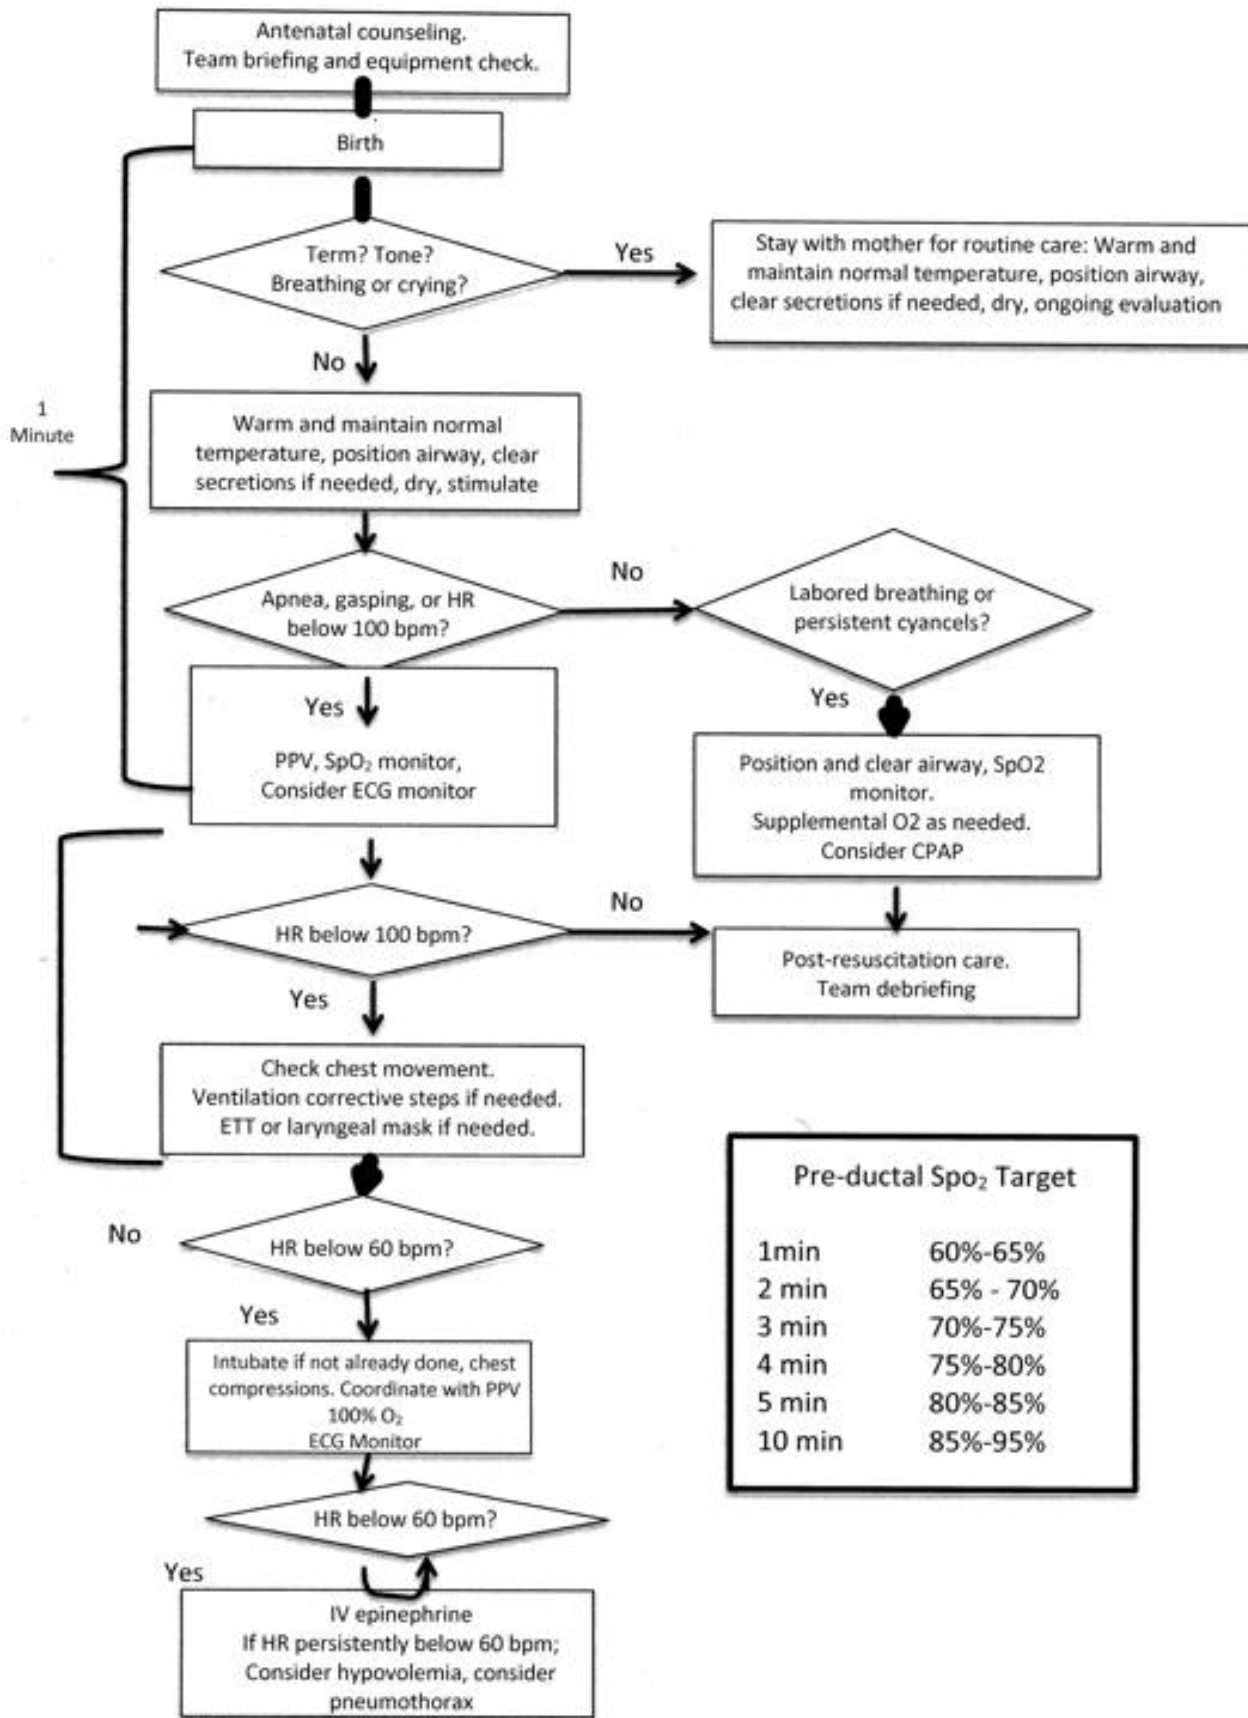 Antenatal counseling.
Team briefing and equipment check.
Birth
Term? Tone?
Breathing or crying?
Yes
Stay with mother for routine care: Warm and
maintain normal temperature, position airway,
clear secretions if needed, dry, ongoing evaluation
No
1
Minute
Warm and maintain normal
temperature, position airway, clear
secretions if needed, dry, stimulate
Apnea, gasping, or HR
below 100 bpm?
No
Labored breathing or
persistent cyancels?
Yes
Yes
PPV, SpO₂ monitor,
Consider ECG monitor
Position and clear airway, SpO2
monitor.
Supplemental O2 as needed.
Consider CPAP
HR below 100 bpm?
No
Post-resuscitation care.
Team debriefing
Yes
Check chest movement.
Ventilation corrective steps if needed.
ETT or laryngeal mask if needed.
No
HR below 60 bpm?
Yes
Intubate if not already done, chest
compressions. Coordinate with PPV
100% O₂
ECG Monitor
HR below 60 bpm?
Yes
IV epinephrine
If HR persistently below 60 bpm;
Consider hypovolemia, consider
pneumothorax
Pre-ductal Spo₂ Target
1min 60%-65%
2 min 65% - 70%
3 min 70%-75%
4 min 75%-80%
5 min 80%-85%
10 min 85%-95%